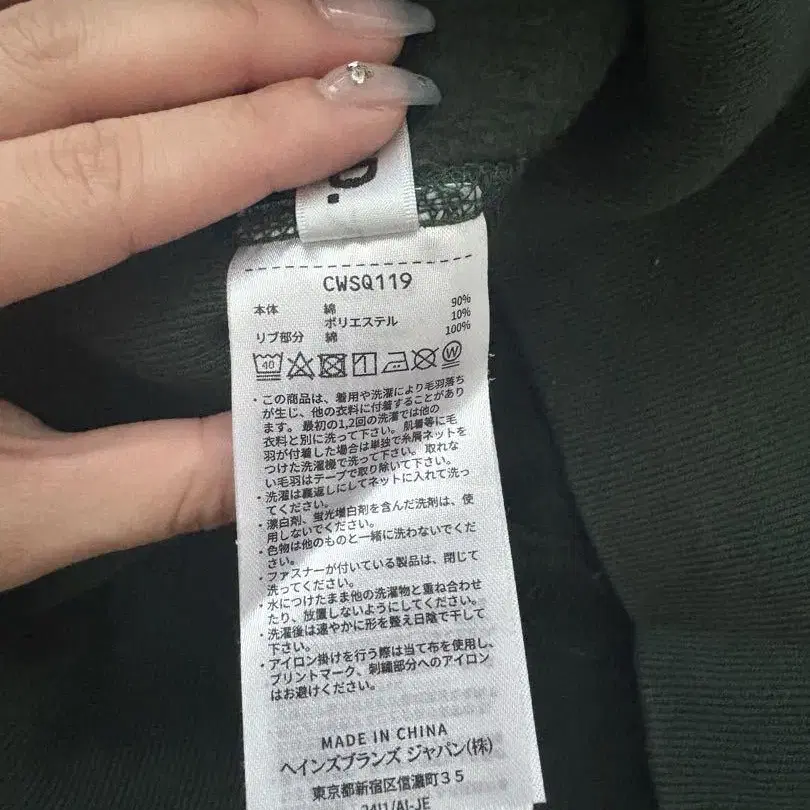 D.
CWSQ119
本体 綿 90%
ポリエステル 10%
リブ部分 綿 100%
40
W
・この商品は、着用や洗濯により毛羽落ち
が生じ、他の衣料に付着することがあり
ます。最初の1,2回の洗濯では他の
衣料と別に洗って下さい。肌着等に毛
羽が付着した場合は単独で糸屑ネットを
つけた洗濯機で洗って下さい。取れな
い毛羽はテープで取り除いて下さい。
・洗濯は裏返しにしてネットに入れて洗っ
てください。
・漂白剤、蛍光増白剤を含んだ洗剤は、使
用しないでください。
・色物は他のものと一緒に洗わないでくだ
さい。
・ファスナーが付いている製品は、閉じて
洗ってください。
・水につけたまま他の洗濯物と重ね合わせ
たり、放置しないようにしてください。
・洗濯後は速やかに形を整え日陰で干して
下さい。
・アイロン掛けを行う際は当て布を使用し、
プリントマーク、刺繍部分へのアイロン
はお避けください。
MADE IN CHINA
ヘインズブランズ ジャパン(株)
東京都新宿区信濃町35
2411/AI-JE